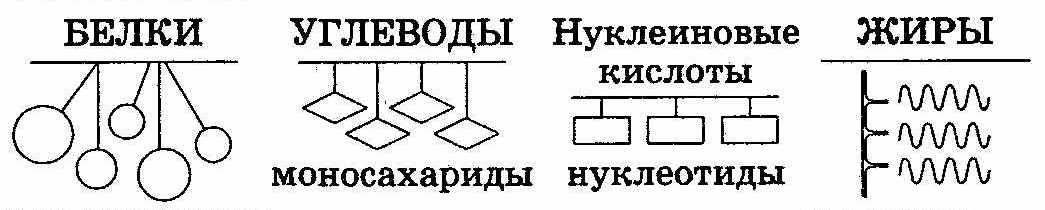 БЕЛКИ
УГЛЕВОДЫ
моносахариды
Нуклеиновые
кислоты
нуклеотиды
ЖИРЫ